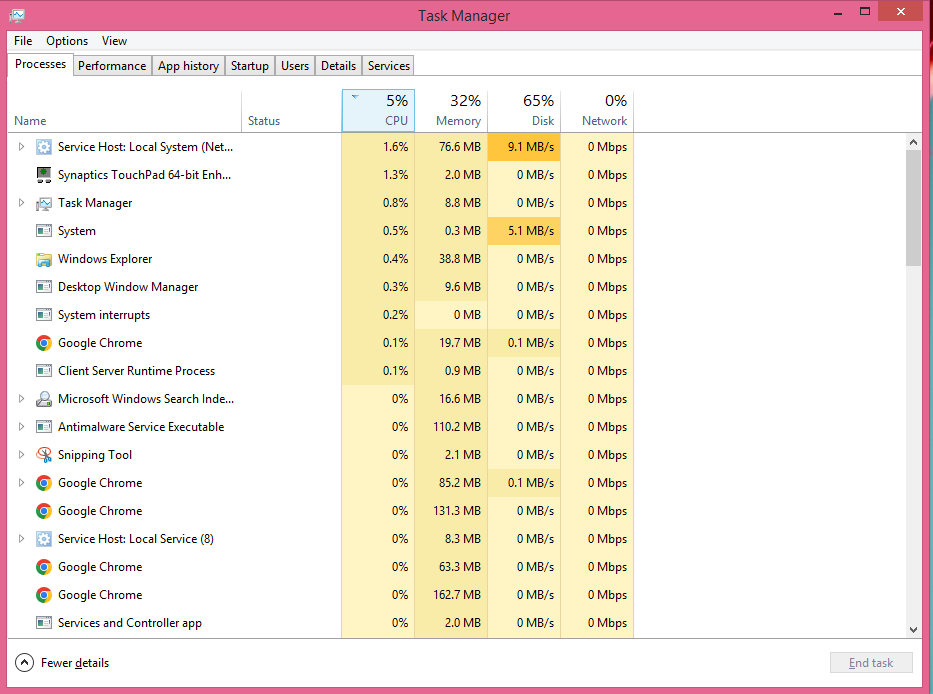 Task Manager
File Options View
Processes Performance App history Startup Users Details Services
5% 32% 65% 0%
Name Status CPU Memory Disk Network
Service Host: Local System (Net... 1.6% 76.6 MB 9.1 MB/s 0 Mbps
Synaptics TouchPad 64-bit Enh... 1.3% 2.0 MB 0 MB/s 0 Mbps
Task Manager 0.8% 8.8 MB 0 MB/s 0 Mbps
System 0.5% 0.3 MB 5.1 MB/s 0 Mbps
Windows Explorer 0.4% 38.8 MB 0 MB/s 0 Mbps
Desktop Window Manager 0.3% 9.6 MB 0 MB/s 0 Mbps
System interrupts 0.2% 0 MB 0 MB/s 0 Mbps
Google Chrome 0.1% 19.7 MB 0.1 MB/s 0 Mbps
Client Server Runtime Process 0.1% 0.9 MB 0 MB/s 0 Mbps
Microsoft Windows Search Inde... 0% 16.6 MB 0 MB/s 0 Mbps
Antimalware Service Executable 0% 110.2 MB 0 MB/s 0 Mbps
Snipping Tool 0% 2.1 MB 0 MB/s 0 Mbps
Google Chrome 0% 85.2 MB 0.1 MB/s 0 Mbps
Google Chrome 0% 131.3 MB 0 MB/s 0 Mbps
Service Host: Local Service (8) 0% 8.3 MB 0 MB/s 0 Mbps
Google Chrome 0% 63.3 MB 0 MB/s 0 Mbps
Google Chrome 0% 162.7 MB 0 MB/s 0 Mbps
Services and Controller app 0% 2.0 MB 0 MB/s 0 Mbps
Fewer details End task